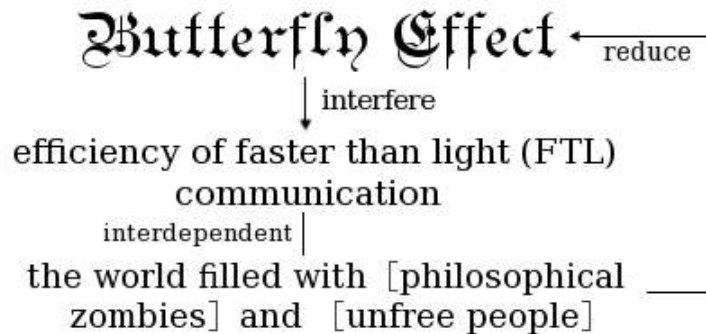 Butterfly Effect
reduce
interfere
efficiency of faster than light (FTL)
communication
interdependent
the world filled with [philosophical
zombies] and [unfree people]